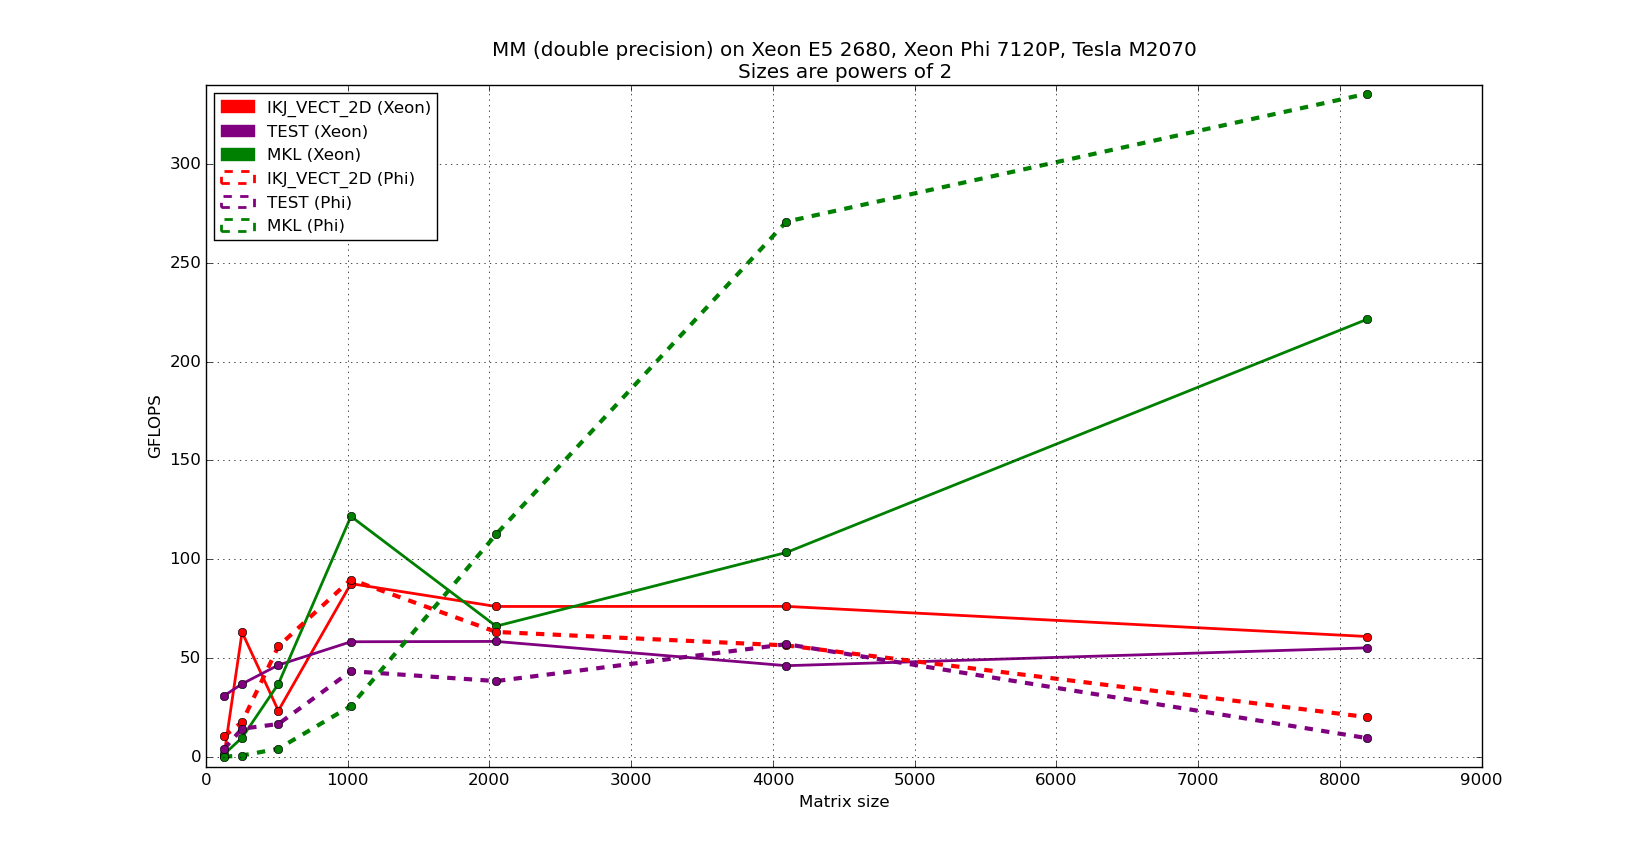 MM (double precision) on Xeon E5 2680, Xeon Phi 7120P, Tesla M2070
Sizes are powers of 2
IKJ_VECT_2D (Xeon)
TEST (Xeon)
MKL (Xeon)
IKJ_VECT_2D (Phi)
TEST (Phi)
MKL (Phi)
300
250
200
150
100
50
0
GFLOPS
0 1000 2000 3000 4000 5000 6000 7000 8000 9000
Matrix size